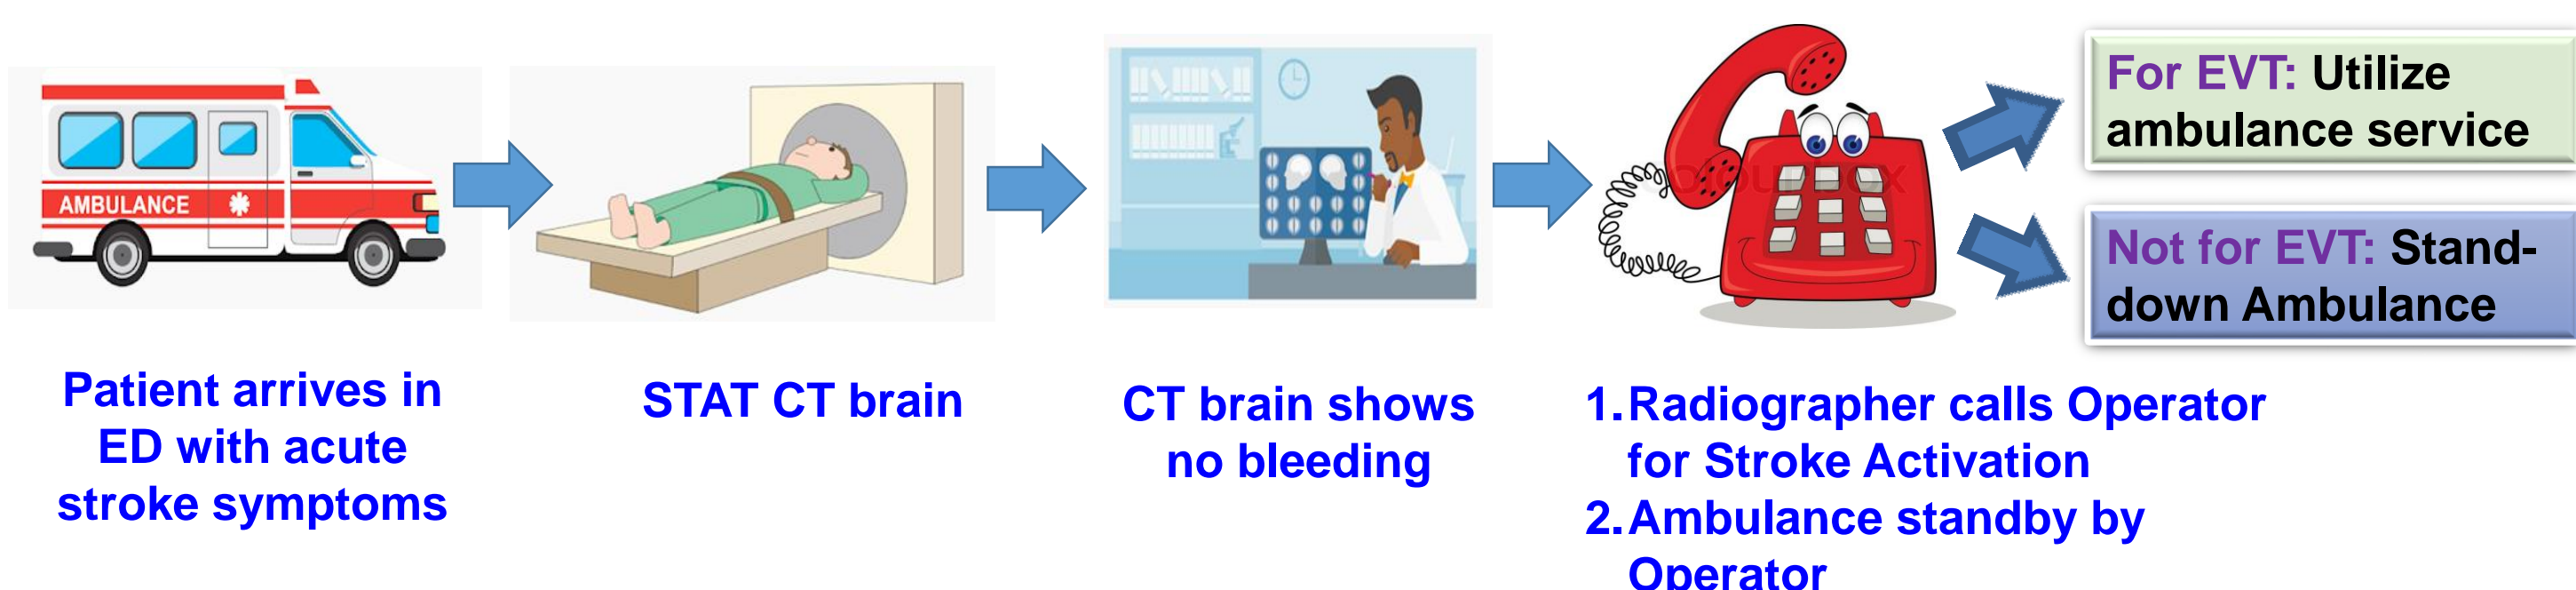 AMBULANCE
For EVT: Utilize
ambulance service
Not for EVT: Stand-
down Ambulance
Patient arrives in
ED with acute
stroke symptoms
STAT CT brain
CT brain shows
no bleeding
1.Radiographer calls Operator
for Stroke Activation
2.Ambulance standby by
Operator